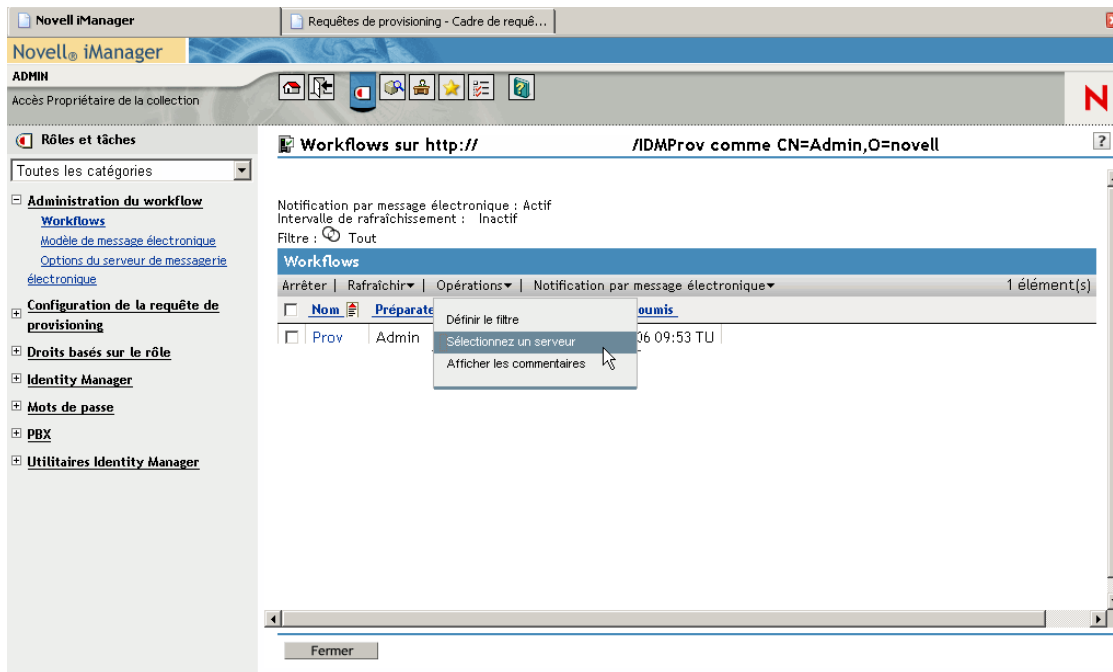 Novell iManager
Requêtes de provisioning - Cadre de requê...
Novell® iManager
ADMIN
Accès Propriétaire de la collection
N
Rôles et tâches
Toutes les catégories
Administration du workflow
Workflows
Modèle de message électronique
Options du serveur de messagerie
électronique
Configuration de la requête de
provisioning
Droits basés sur le rôle
Identity Manager
Mots de passe
PBX
Utilitaires Identity Manager
Workflows sur http:// /IDMProv comme CN=Admin,O=novell
?
Notification par message électronique : Actif
Intervalle de rafraîchissement : Inactif
Filtre : Tout
Workflows
Arrêter | Rafraîchir | Opérations | Notification par message électronique 1 élément(s)
Nom Préparate oumis
Prov Admin 06 09:53 TU
Définir le filtre
Sélectionnez un serveur
Afficher les commentaires
Fermer